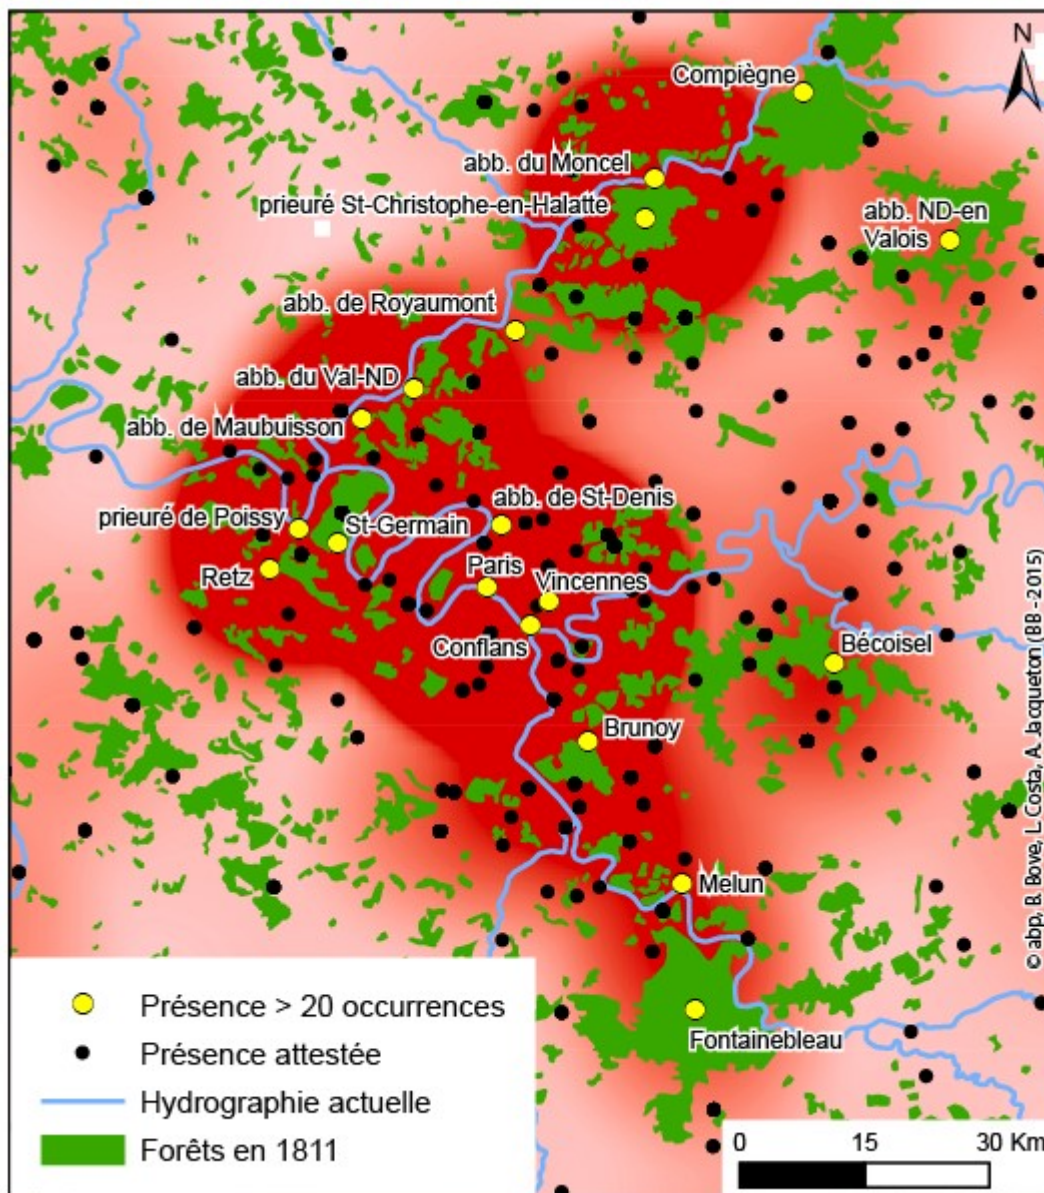 N
Compiègne
abb. du Moncel
prieuré St-Christophe-en-Halatte
abb. ND-en
Valois
abb. de Royaumont
abb. du Val-ND
abb. de Maubuisson
abb. de St-Denis
prieuré de Poissy
St-Germain
Retz
Paris
Vincennes
Conflans
Bécoisel
Brunoy
Melun
Fontainebleau
© abp, B. Bove, L. Costa, A. Jacqueton (BB - 2015)
Présence > 20 occurrences
Présence attestée
Hydrographie actuelle
Forêts en 1811
0 15 30 Km